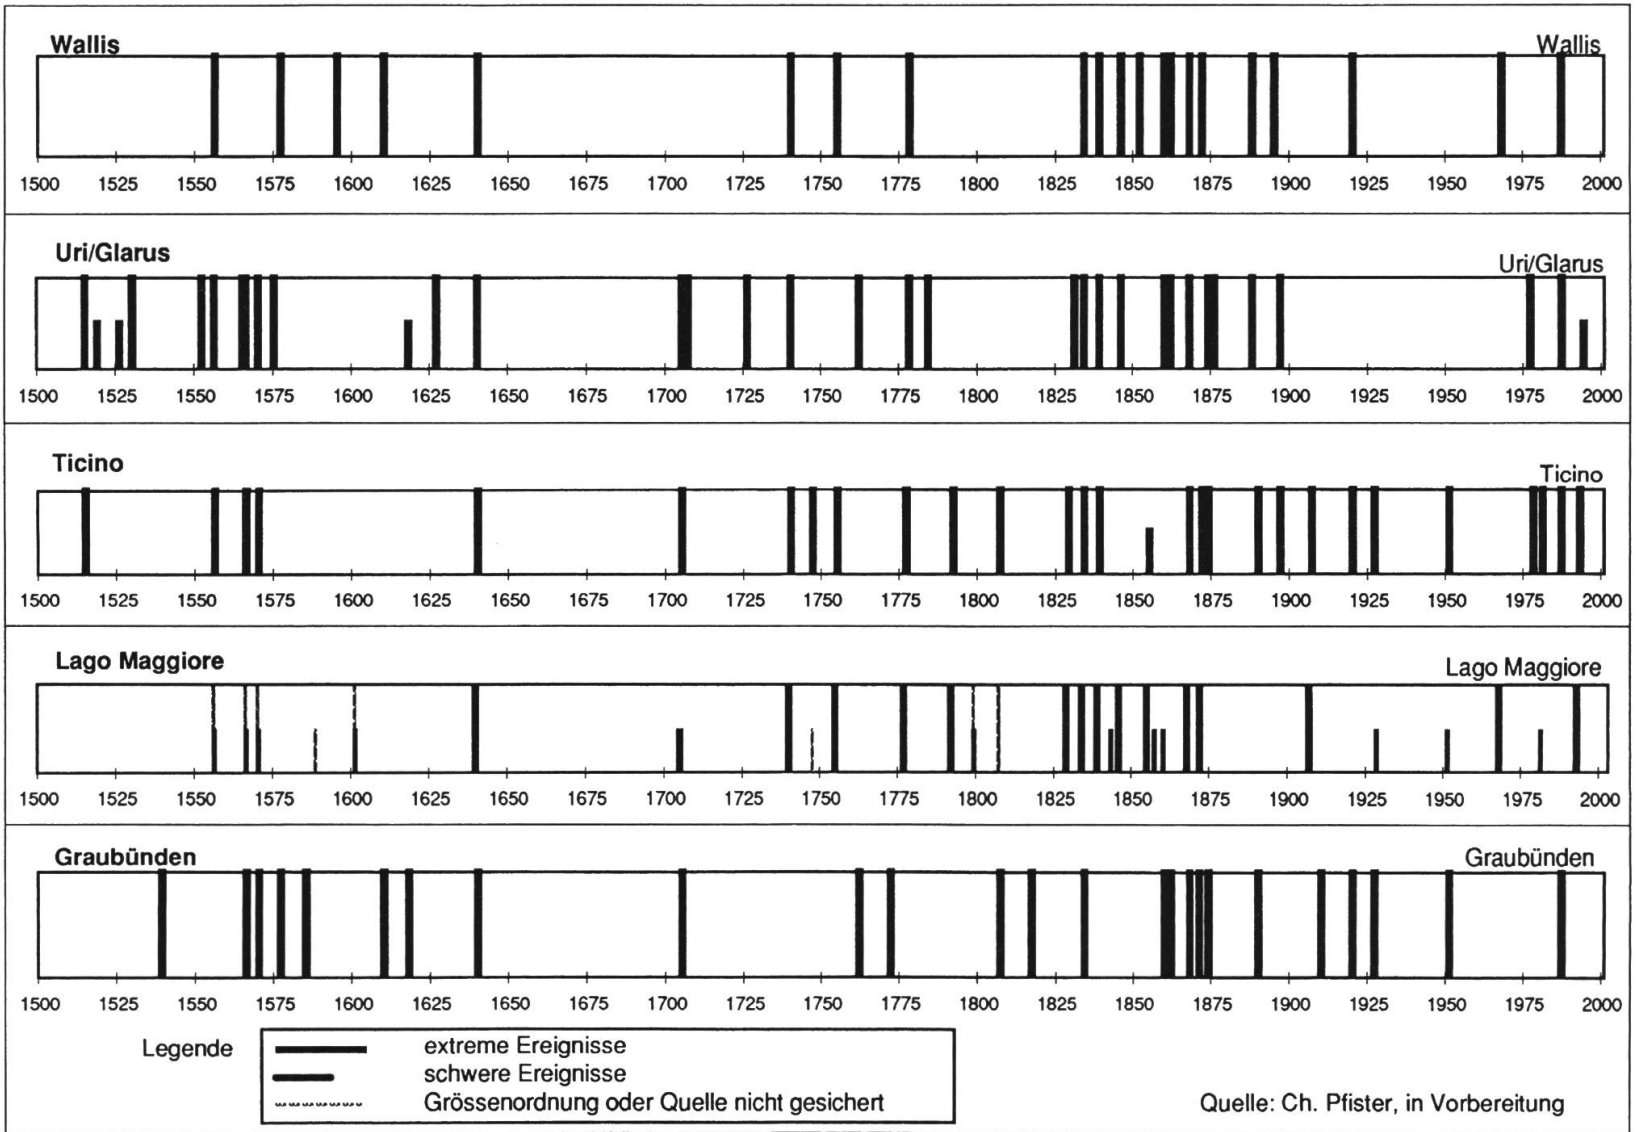 Wallis Wallis
1500 1525 1550 1575 1600 1625 1650 1675 1700 1725 1750 1775 1800 1825 1850 1875 1900 1925 1950 1975 2000
Uri/Glarus Uri/Glarus
1500 1525 1550 1575 1600 1625 1650 1675 1700 1725 1750 1775 1800 1825 1850 1875 1900 1925 1950 1975 2000
Ticino Ticino
1500 1525 1550 1575 1600 1625 1650 1675 1700 1725 1750 1775 1800 1825 1850 1875 1900 1925 1950 1975 2000
Lago Maggiore Lago Maggiore
1500 1525 1550 1575 1600 1625 1650 1675 1700 1725 1750 1775 1800 1825 1850 1875 1900 1925 1950 1975 2000
Graubünden Graubünden
1500 1525 1550 1575 1600 1625 1650 1675 1700 1725 1750 1775 1800 1825 1850 1875 1900 1925 1950 1975 2000
Legende extreme Ereignisse
schwere Ereignisse
Grössenordnung oder Quelle nicht gesichert Quelle: Ch. Pfister, in Vorbereitung